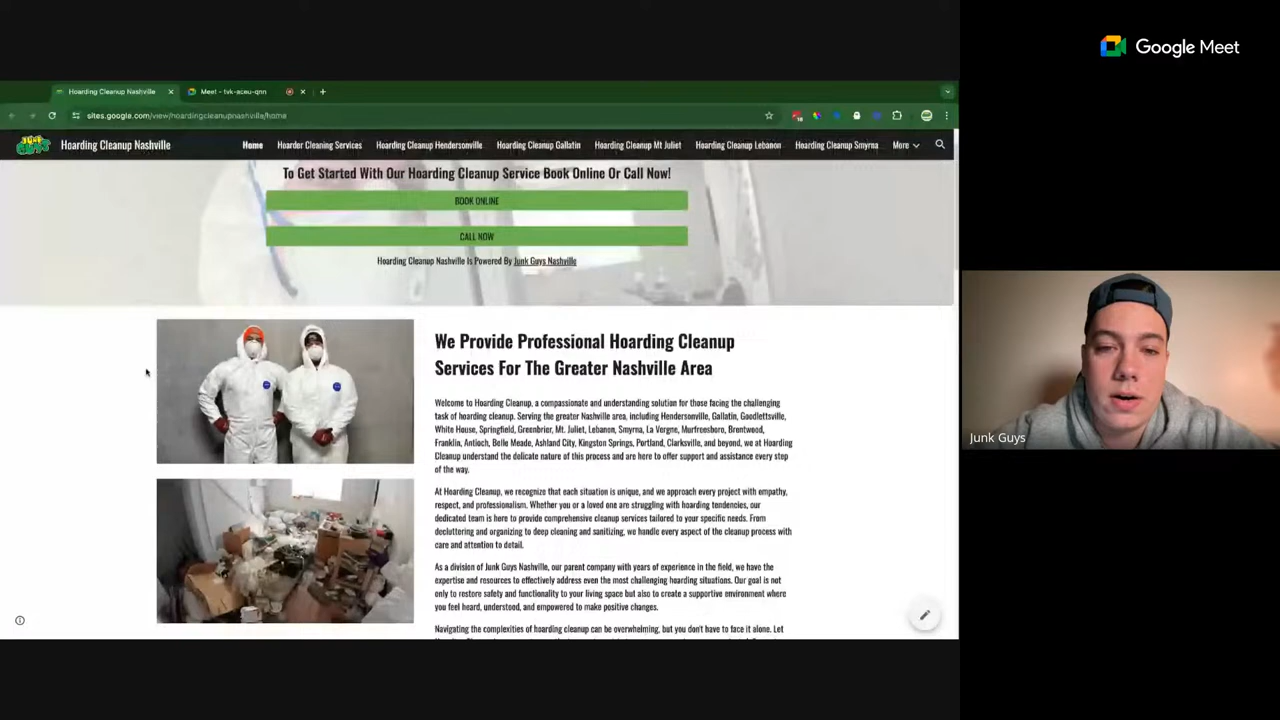 Google Meet
Hoarding Cleanup Nashville
Meet - tvk-acau-qnn
sites.google.com/view/hoardingcleanupnashville/home
JUNK GUYS
Hoarding Cleanup Nashville
Home
Hoarder Cleaning Services
Hoarding Cleanup Hendersonville
Hoarding Cleanup Gallatin
Hoarding Cleanup Mt Juliet
Hoarding Cleanup Lebanon
Hoarding Cleanup Smyrna
More
To Get Started With Our Hoarding Cleanup Service Book Online Or Call Now!
BOOK ONLINE
CALL NOW
Hoarding Cleanup Nashville Is Powered By Junk Guys Nashville
We Provide Professional Hoarding Cleanup
Services For The Greater Nashville Area
Welcome to Hoarding Cleanup, a compassionate and understanding solution for those facing the challenging
task of hoarding cleanup. Serving the greater Nashville area, including Hendersonville, Gallatin, Goodlettsville,
White House, Springfield, Greenbrier, Mt. Juliet, Lebanon, Smyrna, La Vergne, Murfreesboro, Brentwood,
Franklin, Antioch, Belle Meade, Ashland City, Kingston Springs, Portland, Clarksville, and beyond, we at Hoarding
Cleanup understand the delicate nature of this process and are here to offer support and assistance every step
of the way.
At Hoarding Cleanup, we recognize that each situation is unique, and we approach every project with empathy,
respect, and professionalism. Whether you or a loved one are struggling with hoarding tendencies, our
dedicated team is here to provide comprehensive cleanup services tailored to your specific needs. From
decluttering and organizing to deep cleaning and sanitizing, we handle every aspect of the cleanup process with
care and attention to detail.
As a division of Junk Guys Nashville, our parent company with years of experience in the field, we have the
expertise and resources to effectively address even the most challenging hoarding situations. Our goal is not
only to restore safety and functionality to your living space but also to create a supportive environment where
you feel heard, understood, and empowered to make positive changes.
Navigating the complexities of hoarding cleanup can be overwhelming, but you don't have to face it alone. Let
Junk Guys